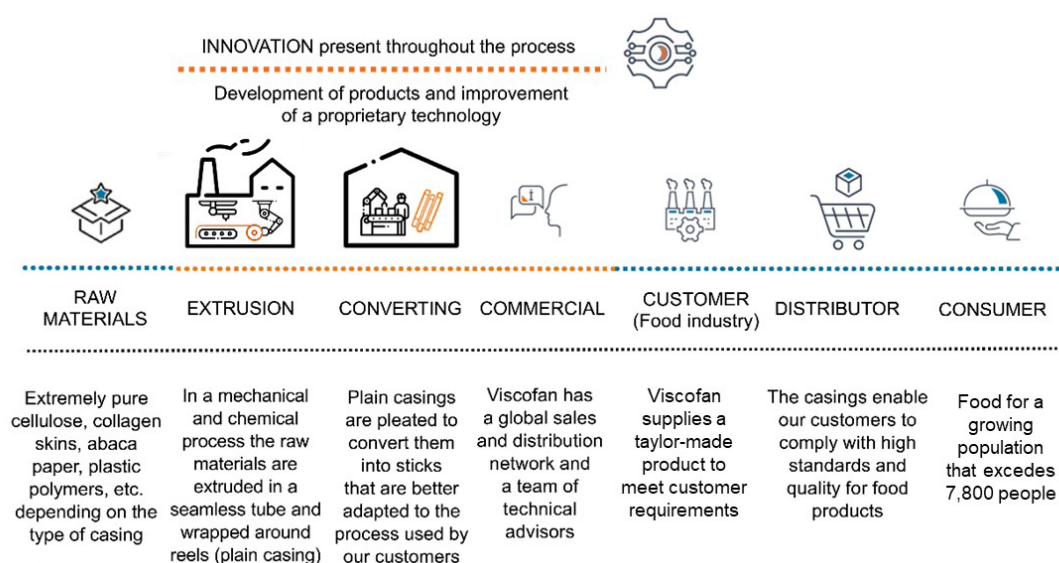 INNOVATION present throughout the process
Development of products and improvement
of a proprietary technology
RAW
MATERIALS
EXTRUSION
CONVERTING
COMMERCIAL
CUSTOMER
(Food industry)
DISTRIBUTOR
CONSUMER
Extremely pure
cellulose, collagen
skins, abaca
paper, plastic
polymers, etc.
depending on the
type of casing
In a mechanical
and chemical
process the raw
materials are
extruded in a
seamless tube and
wrapped around
reels (plain casing)
Plain casings
are pleated to
convert them
into sticks
that are better
adapted to the
process used by
our customers
Viscofan has
a global sales
and distribution
network and
a team of
technical
advisors
Viscofan
supplies a
taylor-made
product to
meet customer
requirements
The casings enable
our customers to
comply with high
standards and
quality for food
products
Food for a
growing
population
that excedes
7,800 people